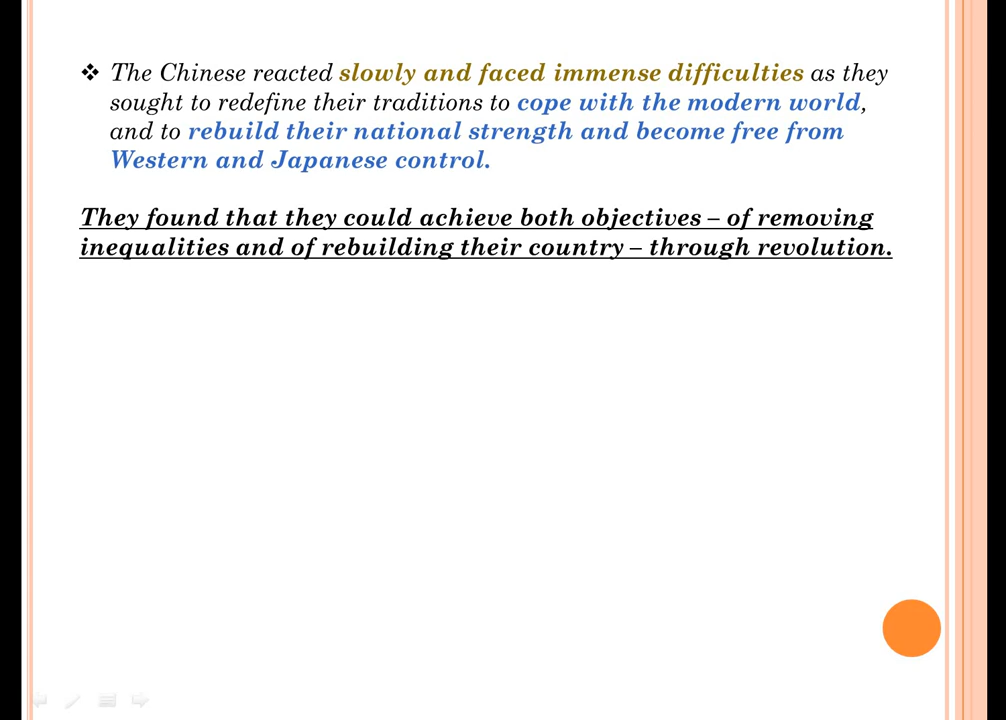 ❖ The Chinese reacted slowly and faced immense difficulties as they
sought to redefine their traditions to cope with the modern world,
and to rebuild their national strength and become free from
Western and Japanese control.
They found that they could achieve both objectives – of removing
inequalities and of rebuilding their country – through revolution.